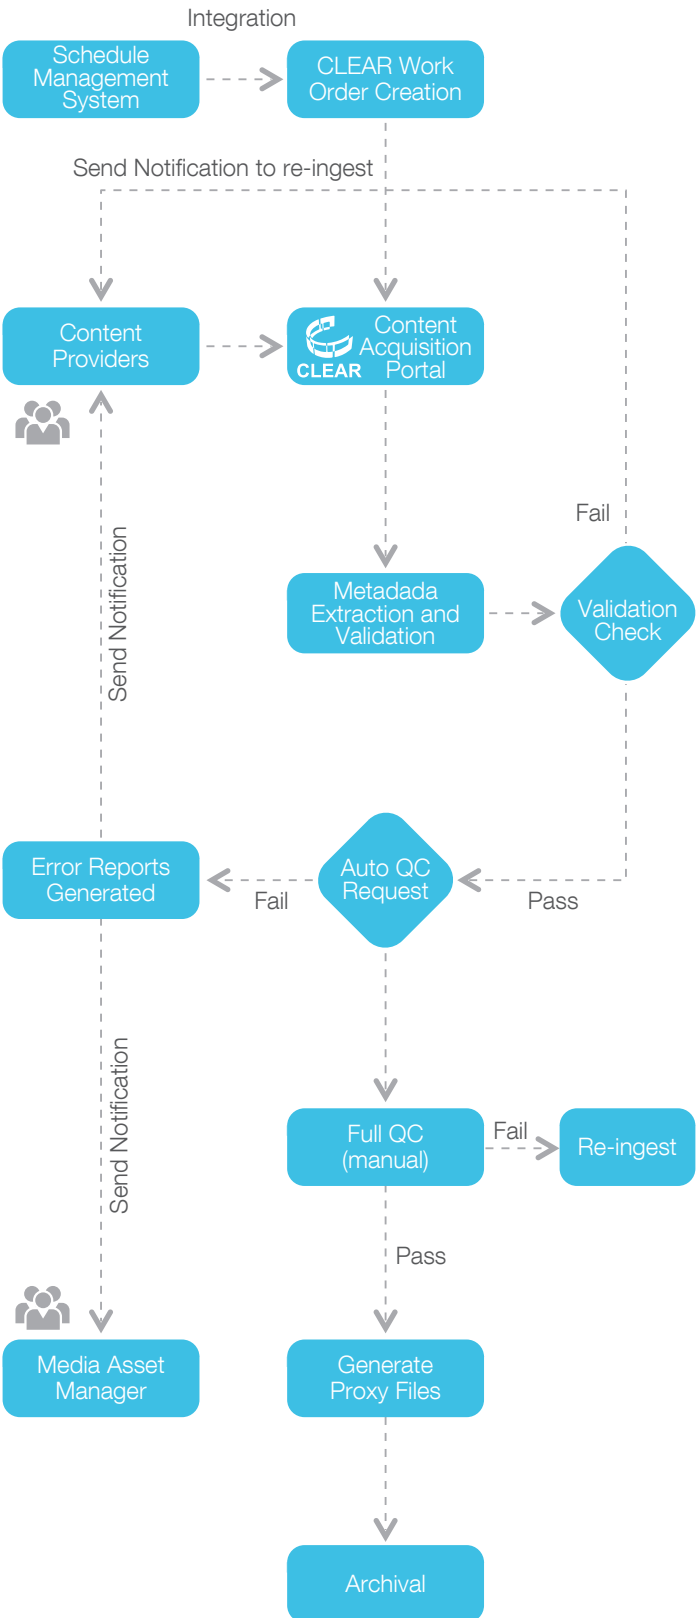 Integration
Schedule
Management
System
CLEAR Work
Order Creation
Send Notification to re-ingest
Content
Providers
CLEAR
Content
Acquisition
Portal
Fail
Send Notification
Metadada
Extraction and
Validation
Validation
Check
Error Reports
Generated
Fail
Auto QC
Request
Pass
Send Notification
Full QC
(manual)
Fail
Re-ingest
Pass
Media Asset
Manager
Generate
Proxy Files
Archival